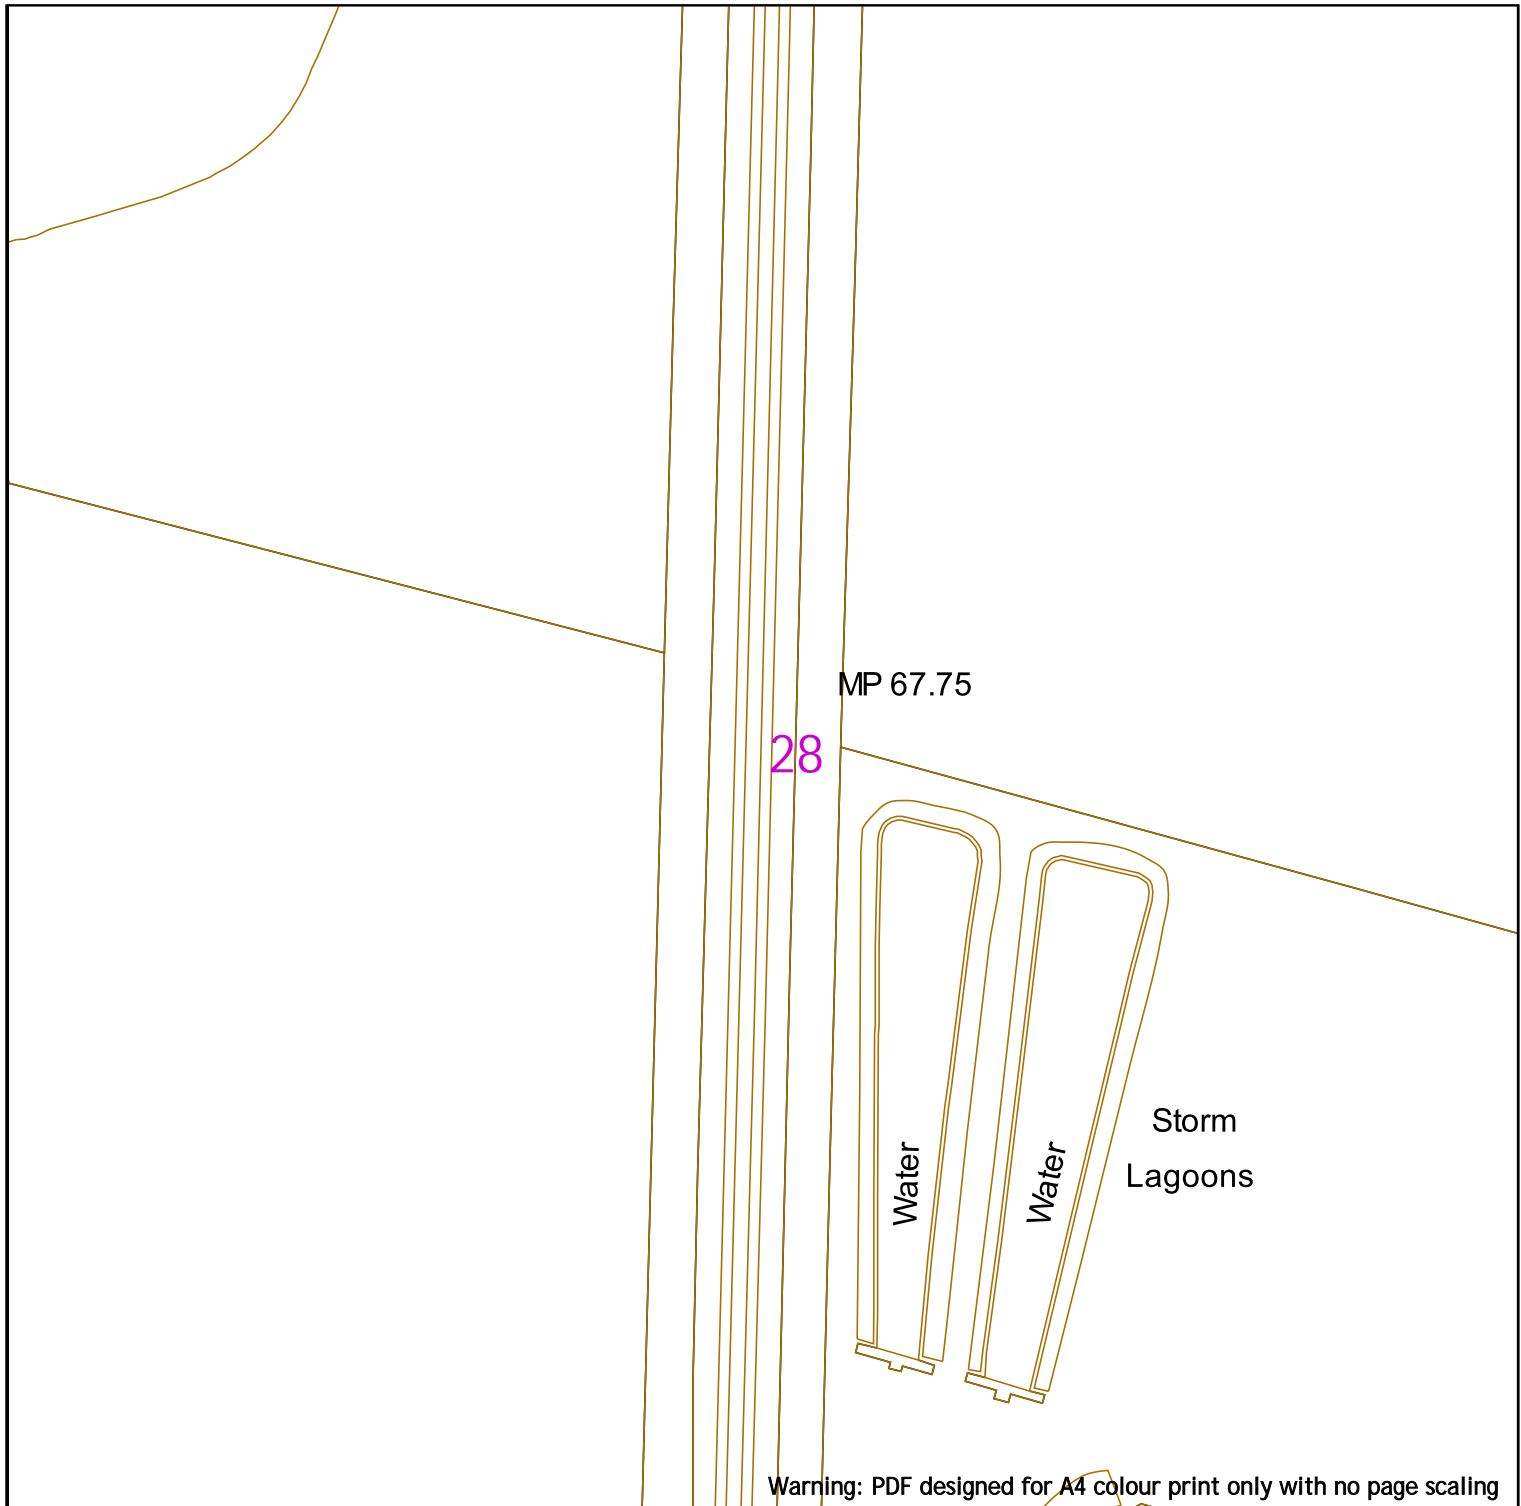 MP 67.75
28
Storm
Lagoons
Water
Water
Warning: PDF designed for A4 colour print only with no page scaling